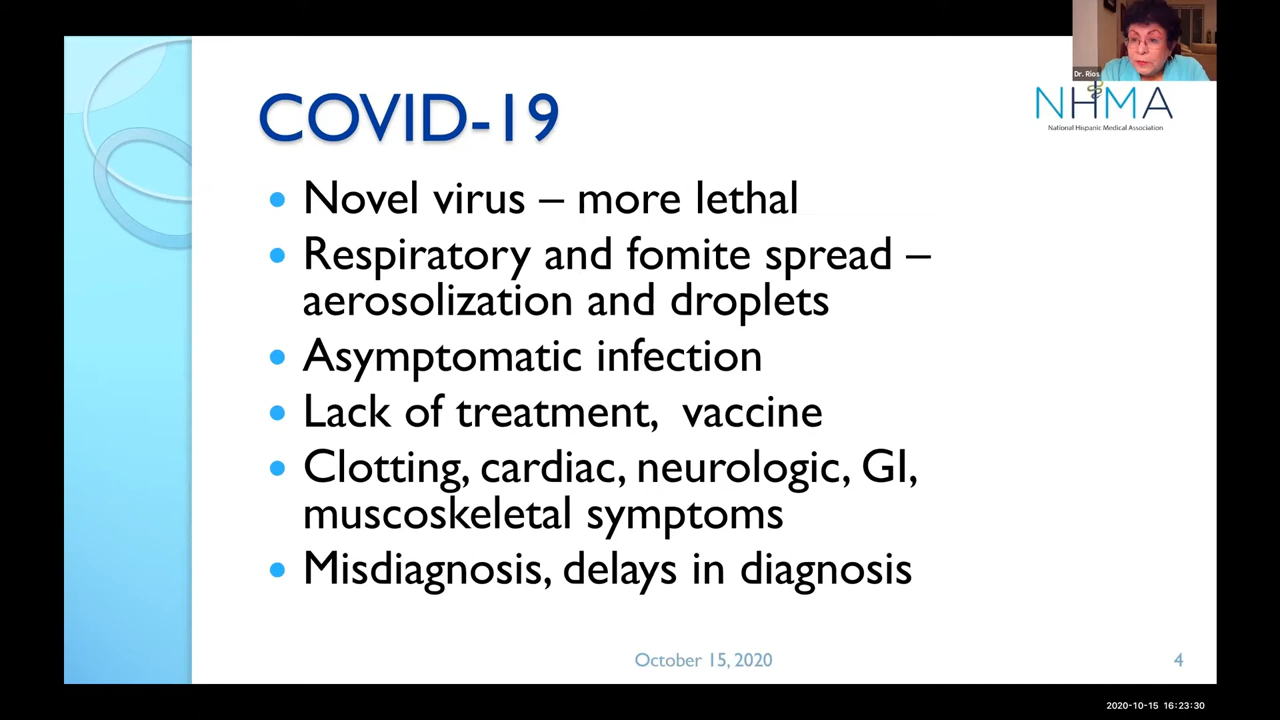 Dr. Ríos
NHMA
National Hispanic Medical Association
COVID-19
Novel virus – more lethal
Respiratory and fomite spread –
aerosolization and droplets
Asymptomatic infection
Lack of treatment,  vaccine
Clotting, cardiac, neurologic, GI,
muscoskeletal symptoms
Misdiagnosis, delays in diagnosis
October 15, 2020
4
2020-10-15 16:23:30